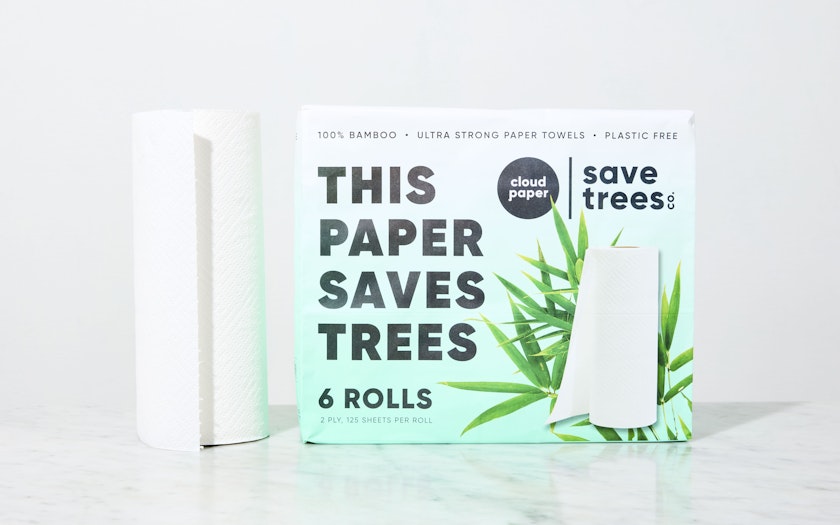 100% BAMBOO • ULTRA STRONG PAPER TOWELS • PLASTIC FREE
THIS
PAPER
SAVES
TREES
cloud
paper
save
trees co.
6 ROLLS
2 PLY, 125 SHEETS PER ROLL